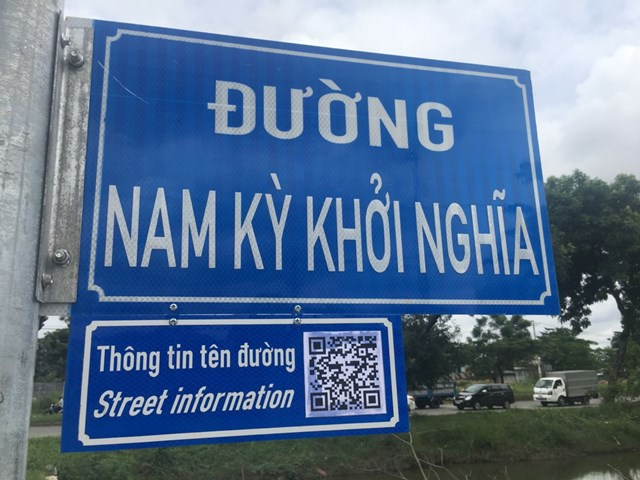 ĐƯỜNG
NAM KỲ KHỞI NGHĨA
Thông tin tên đường
Street information